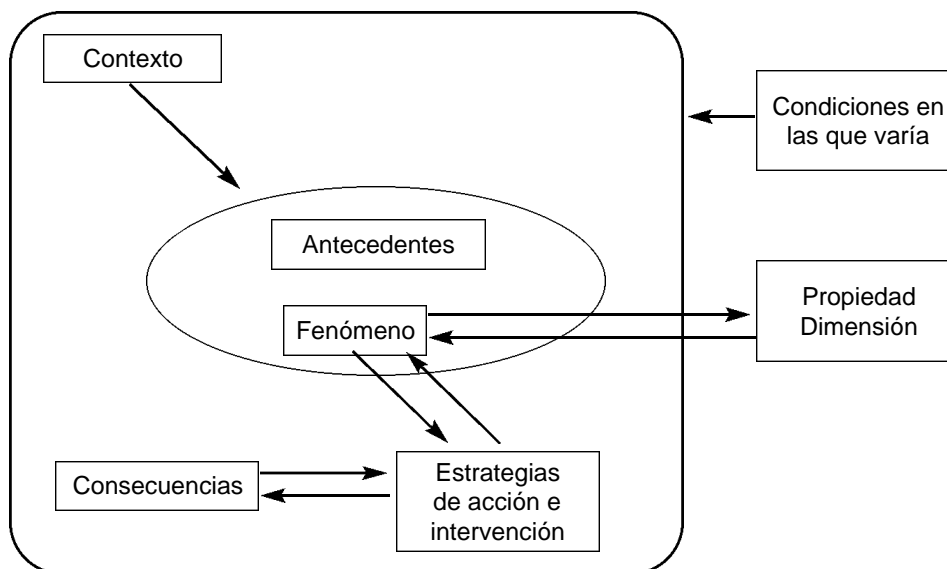 Contexto
Condiciones en
las que varía
Antecedentes
Propiedad
Dimensión
Fenómeno
Consecuencias
Estrategias
de acción e
intervención